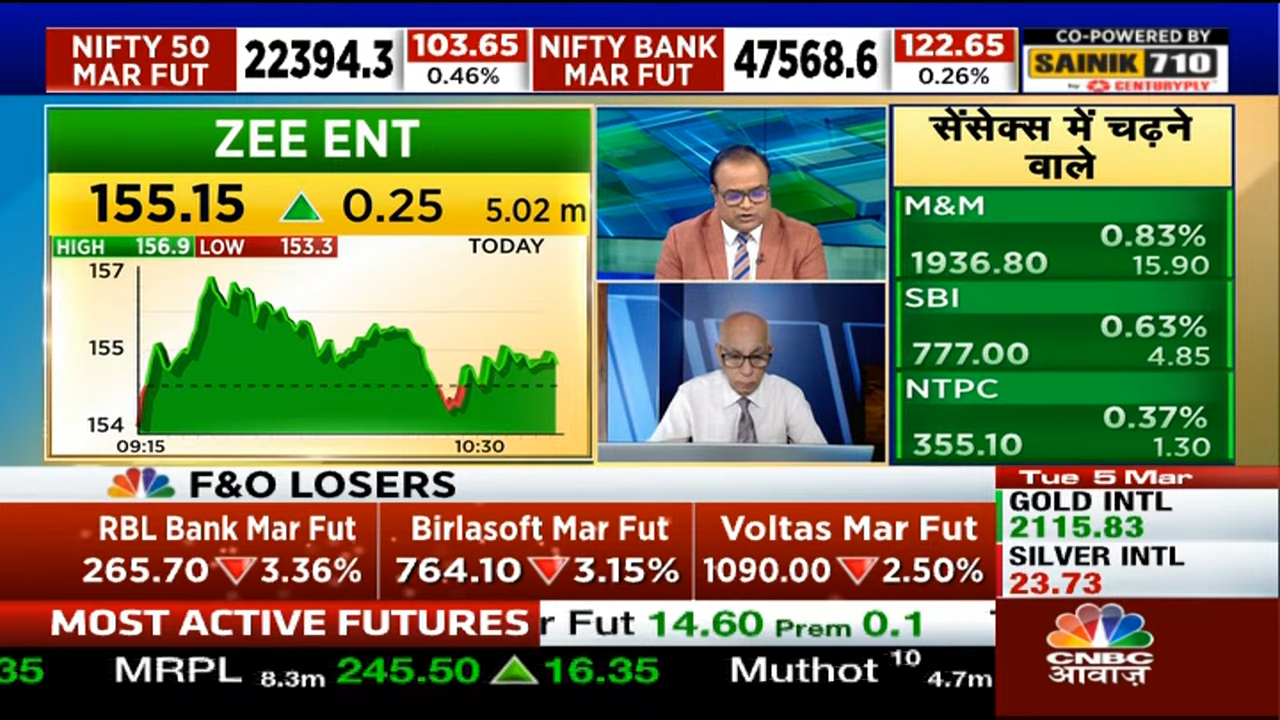 NIFTY 50
MAR FUT
22394.3
103.65
0.46%
NIFTY BANK
MAR FUT
47568.6
122.65
0.26%
CO-POWERED BY
SAINIK 710
by CENTURYPLY
ZEE ENT
155.15 0.25 5.02 m
HIGH 156.9 LOW 153.3 TODAY
157
155
154
09:15 10:30
सेंसेक्स में चढ़ने
वाले
M&M
0.83%
1936.80 15.90
SBI
0.63%
777.00 4.85
NTPC
0.37%
355.10 1.30
F&O LOSERS
RBL Bank Mar Fut
265.70 3.36%
Birlasoft Mar Fut
764.10 3.15%
Voltas Mar Fut
1090.00 2.50%
Tue 5 Mar
GOLD INTL
2115.83
SILVER INTL
23.73
MOST ACTIVE FUTURES
r Fut 14.60 Prem 0.1
35 MRPL 8.3m 245.50 16.35 Muthot 10 4.7m
CNBC
आवाज़